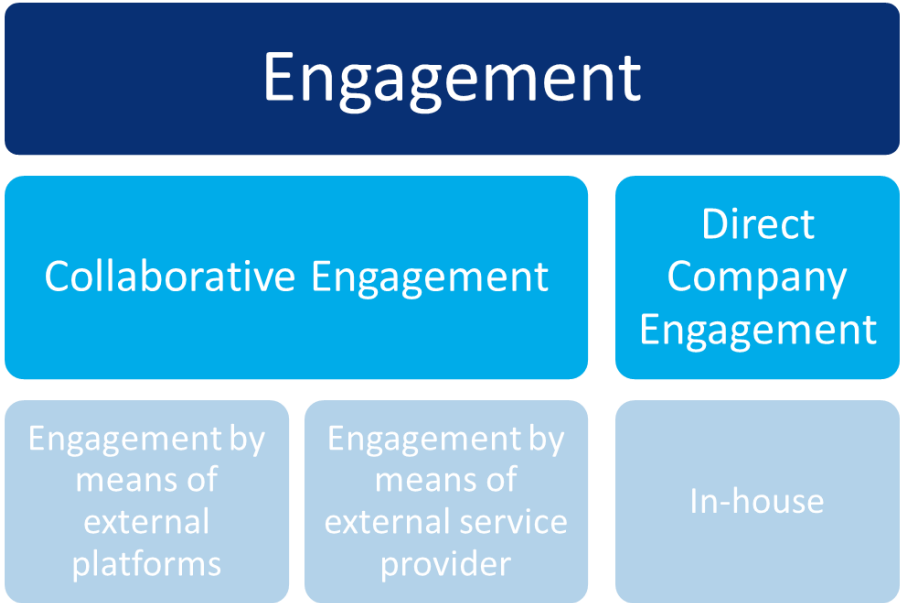 Engagement
Collaborative Engagement
Direct
Company
Engagement
Engagement by
means of
external
platforms
Engagement by
means of
external service
provider
In-house